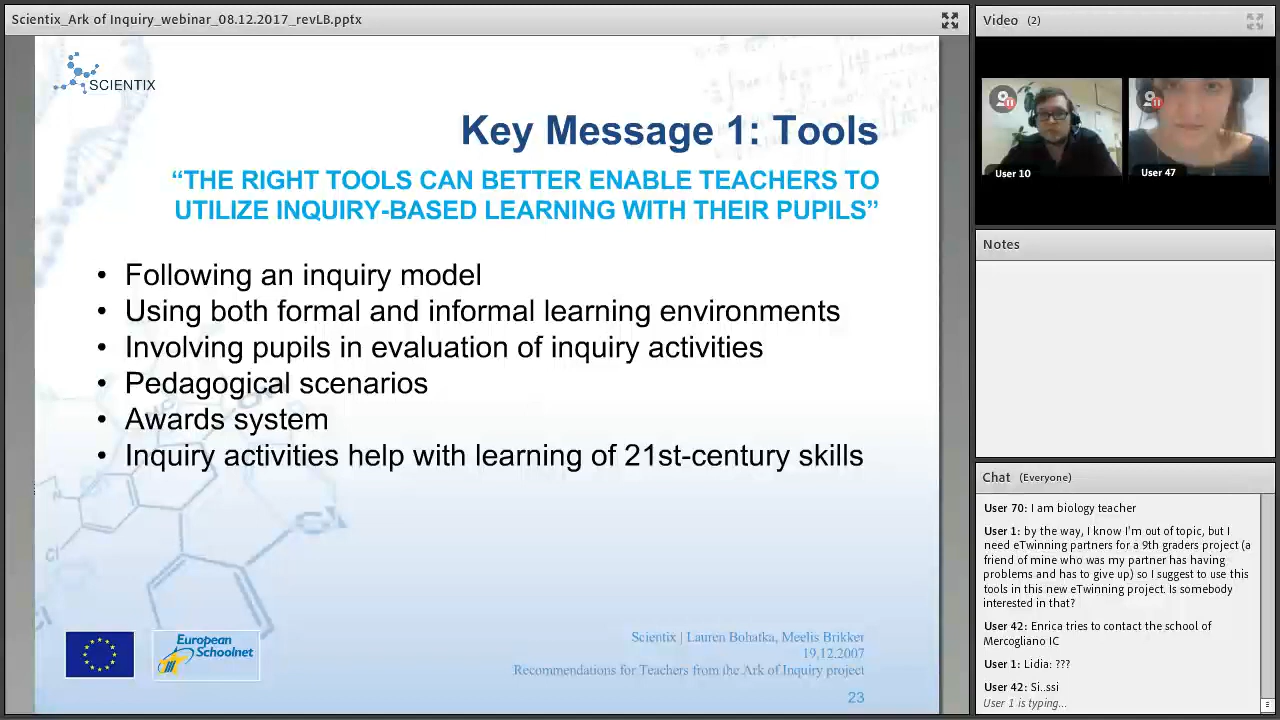 Scientix_Ark of Inquiry_webinar_08.12.2017_revLB.pptx
SCIENTIX
Key Message 1: Tools
“THE RIGHT TOOLS CAN BETTER ENABLE TEACHERS TO
UTILIZE INQUIRY-BASED LEARNING WITH THEIR PUPILS”
• Following an inquiry model
• Using both formal and informal learning environments
• Involving pupils in evaluation of inquiry activities
• Pedagogical scenarios
• Awards system
• Inquiry activities help with learning of 21st-century skills
European
Schoolnet
Scientix | Lauren Bohatka, Meelis Brikker
19,12.2007
Recommendations for Teachers from the Ark of Inquiry project
23
Video (2)
User 10
User 47
Notes
Chat (Everyone)
User 70: I am biology teacher
User 1: by the way, I know I'm out of topic, but I
need eTwinning partners for a 9th graders project (a
friend of mine who was my partner has having
problems and has to give up) so I suggest to use this
tools in this new eTwinning project. Is somebody
interested in that?
User 42: Enrica tries to contact the school of
Mercogliano IC
User 1: Lidia: ???
User 42: Si..ssi
User 1 is typing...